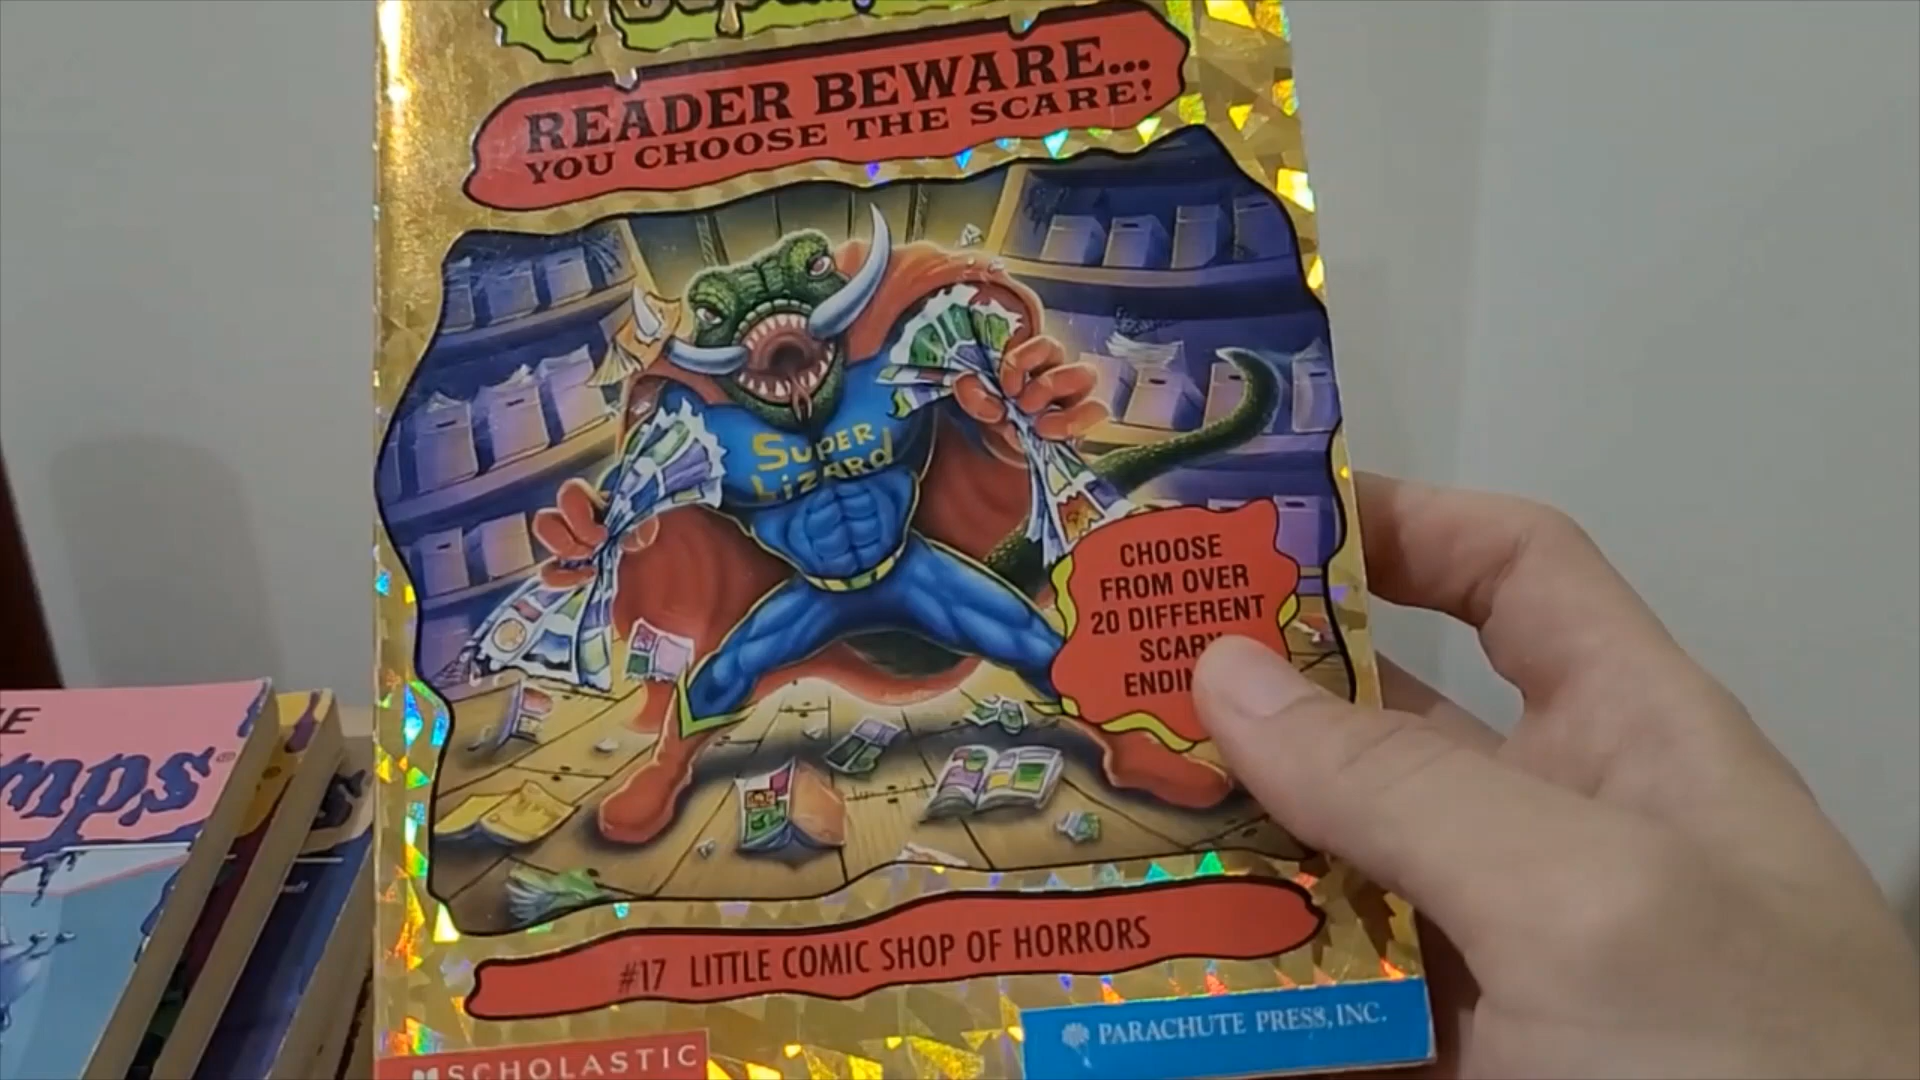 READER BEWARE...
YOU CHOOSE THE SCARE!
SUPER
LIZARD
CHOOSE
FROM OVER
20 DIFFERENT
SCARY
#17 LITTLE COMIC SHOP OF HORRORS
PARACHUTE PRESS, INC.
SCHOLASTIC